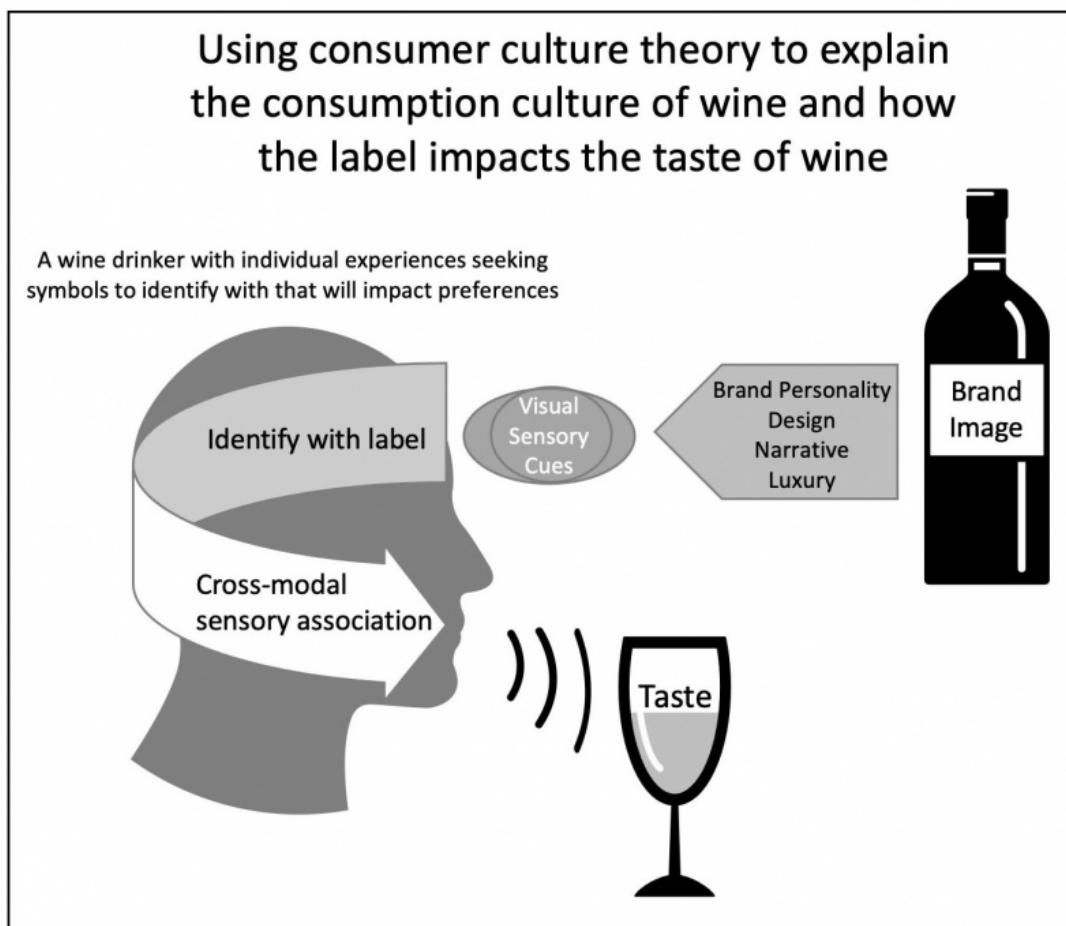 Using consumer culture theory to explain
the consumption culture of wine and how
the label impacts the taste of wine
A wine drinker with individual experiences seeking
symbols to identify with that will impact preferences
Identify with label
Visual
Sensory
Cues
Brand Personality
Design
Narrative
Luxury
Brand
Image
Cross-modal
sensory association
Taste